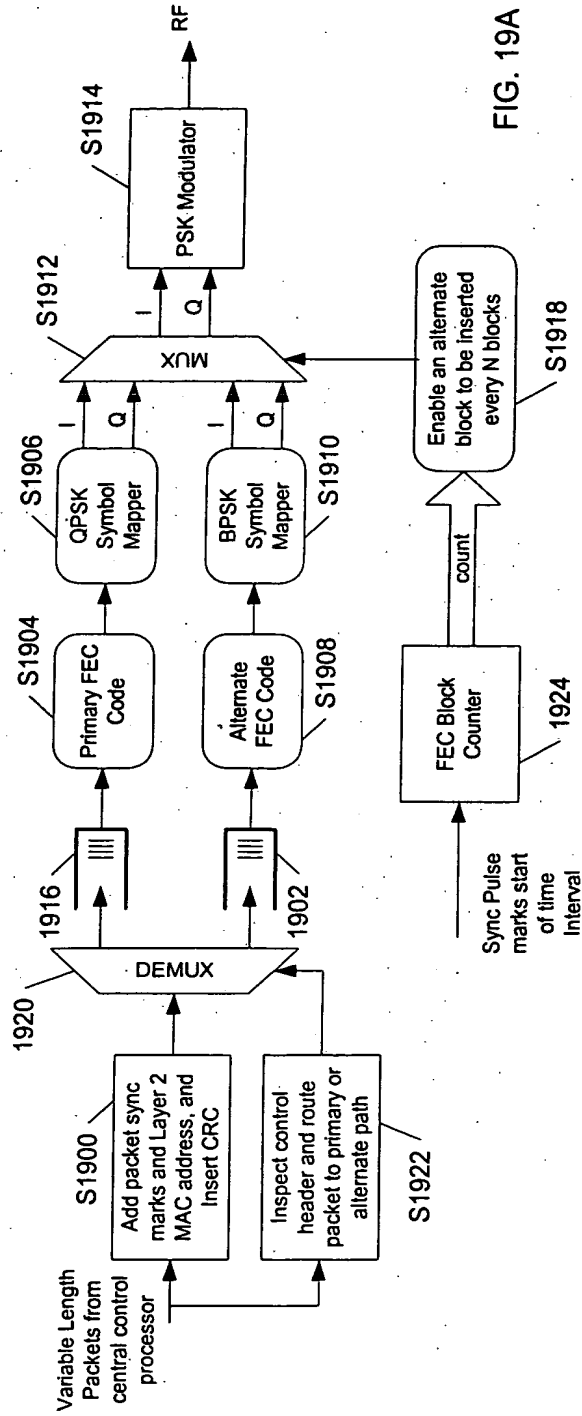 Variable Length
Packets from
central control
processor
S1900
Add packet sync
marks and Layer 2
MAC address, and
Insert CRC
Inspect control
header and route
packet to primary or
alternate path
S1922
1920
DEMUX
1916
1902
S1904
Primary FEC
Code
Alternate
FEC Code
S1908
S1906
QPSK
Symbol
Mapper
BPSK
Symbol
Mapper
S1910
I
Q
I
Q
S1912
MUX
I
Q
S1914
PSK Modulator
RF
Sync Pulse
marks start
of time
Interval
FEC Block
Counter
1924
count
Enable an alternate
block to be inserted
every N blocks
S1918
FIG. 19A